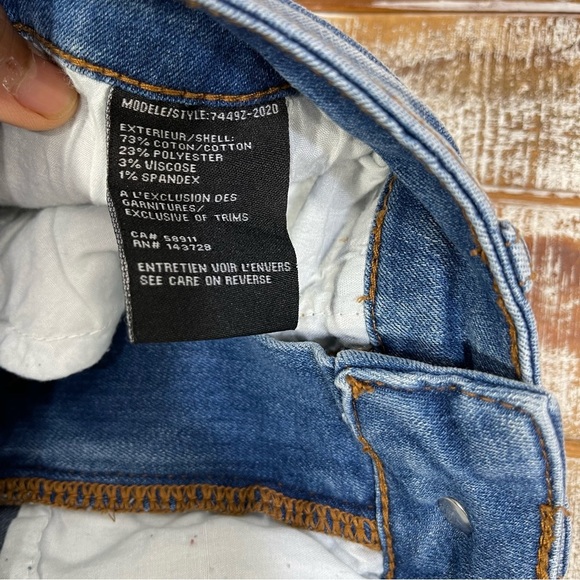 MODELE/STYLE:7449Z-2020
EXTERIEUR/SHELL:
73% COTON/COTTON
23% POLYESTER
3% VISCOSE
1% SPANDEX
A L'EXCLUSION DES
GARNITURES/
EXCLUSIVE OF TRIMS
CA# 58911
RN# 143728
ENTRETIEN VOIR L'ENVERS
SEE CARE ON REVERSE